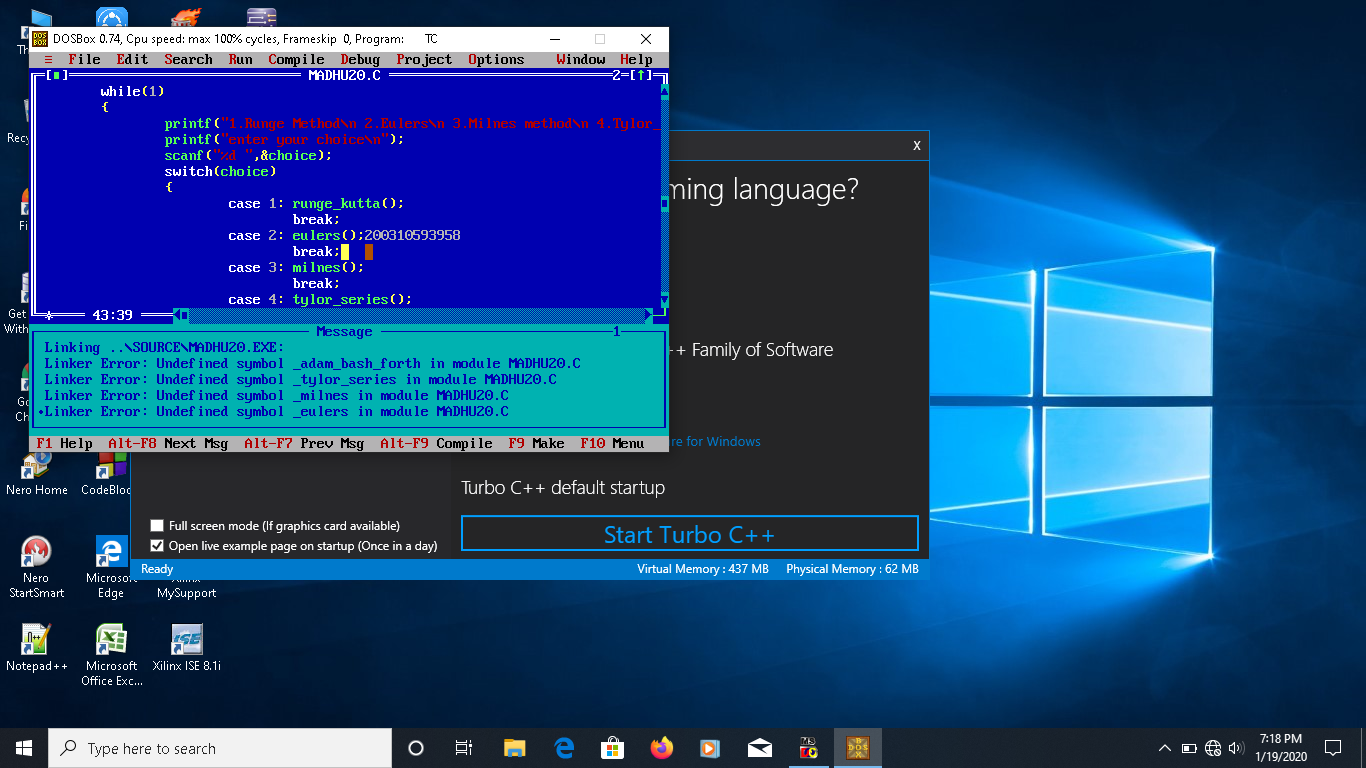 DOSBox 0.74, Cpu speed: max 100% cycles, Frameskip 0, Program: TC
≡ File Edit Search Run Compile Debug Project Options Window Help
[■] MADHU20.C 2=[↑]
while(1)
{
printf("1.Runge Method\n 2.Eulers\n 3.Milnes method\n 4.Tylor_
printf("enter your choice\n");
scanf("%d ",&choice);
switch(choice)
{
case 1: runge_kutta();
break;
case 2: eulers();200310593958
break;
case 3: milnes();
break;
case 4: tylor_series();
* 43:39
Message 1
Linking ..\SOURCE\MADHU20.EXE:
Linker Error: Undefined symbol _adam_bash_forth in module MADHU20.C
Linker Error: Undefined symbol _tylor_series in module MADHU20.C
Linker Error: Undefined symbol _milnes in module MADHU20.C
•Linker Error: Undefined symbol _eulers in module MADHU20.C
F1 Help Alt-F8 Next Msg Alt-F7 Prev Msg Alt-F9 Compile F9 Make F10 Menu
X
ming language?
+ Family of Software
re for Windows
Turbo C++ default startup
Full screen mode (If graphics card available)
Open live example page on startup (Once in a day)
Start Turbo C++
Ready
Virtual Memory : 437 MB Physical Memory : 62 MB
Th
Recy
Fi
Get
With
Go
Ch
Nero Home
CodeBloc
Nero StartSmart
Microsof
Edge
Xilinx
MySupport
Notepad++
Microsoft
Office Exc...
Xilinx ISE 8.1i
Type here to search
7:18 PM
1/19/2020